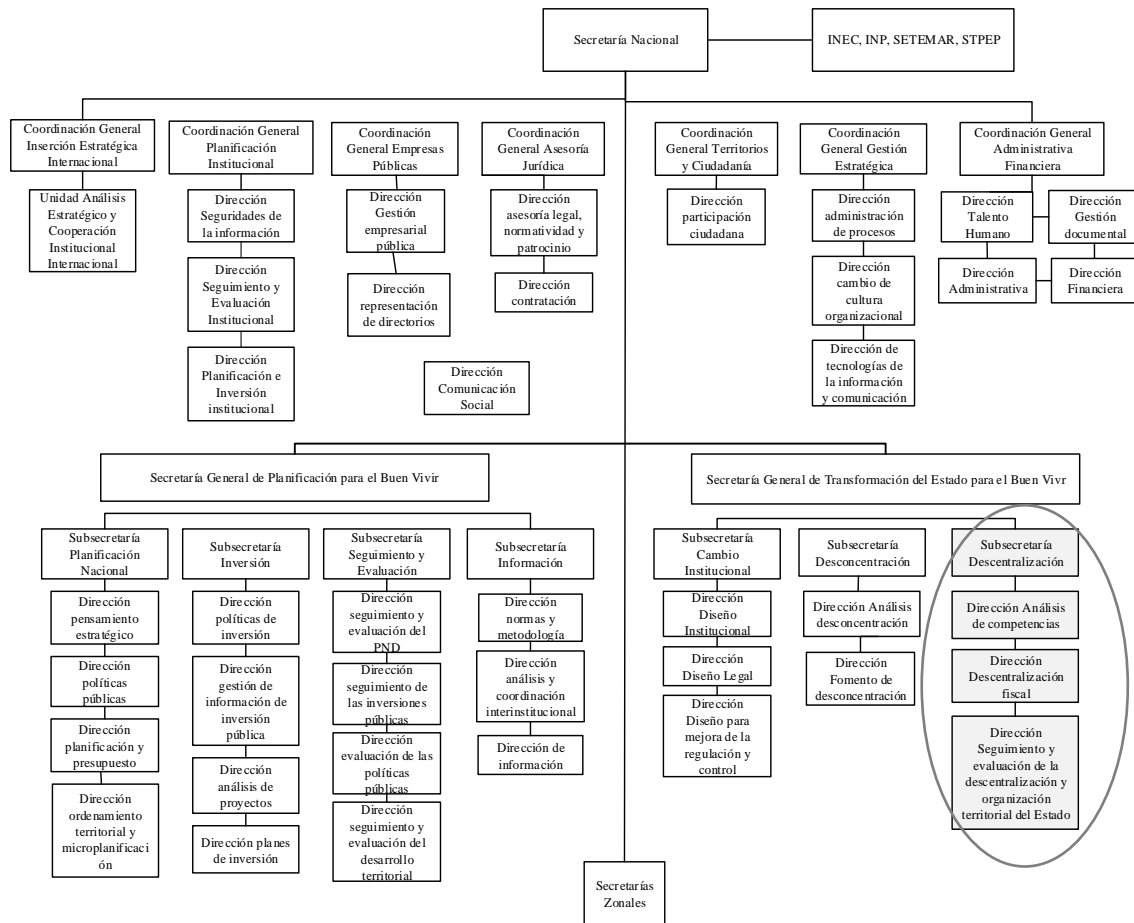 Secretaría Nacional
INEC, INP, SETEMAR, STPEP
Coordinación General
Inserción Estratégica
Internacional
Unidad Análisis
Estratégico y
Cooperación
Institucional
Internacional
Coordinación General
Planificación
Institucional
Dirección
Seguridades de
la información
Dirección
Seguimiento y
Evaluación
Institucional
Dirección
Planificación e
Inversión
institucional
Coordinación
General Empresas
Públicas
Dirección
Gestión
empresarial
pública
Dirección
representación
de directorios
Coordinación
General Asesoría
Jurídica
Dirección
asesoría legal,
normatividad y
patrocinio
Dirección
contratación
Dirección
Comunicación
Social
Coordinación
General Territorios
y Ciudadanía
Dirección
participación
ciudadana
Coordinación
General Gestión
Estratégica
Dirección
administración
de procesos
Dirección
cambio de
cultura
organizacional
Dirección de
tecnologías de
la información
y comunicación
Coordinación General
Administrativa
Financiera
Dirección
Talento
Humano
Dirección
Gestión
documental
Dirección
Administrativa
Dirección
Financiera
Secretaría General de Planificación para el Buen Vivir
Secretaría General de Transformación del Estado para el Buen Vivr
Subsecretaría
Planificación
Nacional
Dirección
pensamiento
estratégico
Dirección
políticas
públicas
Dirección
planificación y
presupuesto
Dirección
ordenamiento
territorial y
microplanificaci
ón
Subsecretaría
Inversión
Dirección
políticas de
inversión
Dirección
gestión de
información de
inversión
pública
Dirección
análisis de
proyectos
Dirección planes
de inversión
Subsecretaría
Seguimiento y
Evaluación
Dirección
seguimiento y
evaluación del
PND
Dirección
seguimiento de
las inversiones
públicas
Dirección
evaluación de las
políticas
públicas
Dirección
seguimiento y
evaluación del
desarrollo
territorial
Subsecretaría
Información
Dirección
normas y
metodología
Dirección
análisis y
coordinación
interinstitucional
Dirección de
información
Subsecretaría
Cambio
Institucional
Dirección
Diseño
Institucional
Dirección
Diseño Legal
Dirección
Diseño para
mejora de la
regulación y
control
Subsecretaría
Desconcentración
Dirección Análisis
desconcentración
Dirección
Fomento de
desconcentración
Subsecretaría
Descentralización
Dirección Análisis
de competencias
Dirección
Descentralización
fiscal
Dirección
Seguimiento y
evaluación de la
descentralización y
organización
territorial del Estado
Secretarías
Zonales